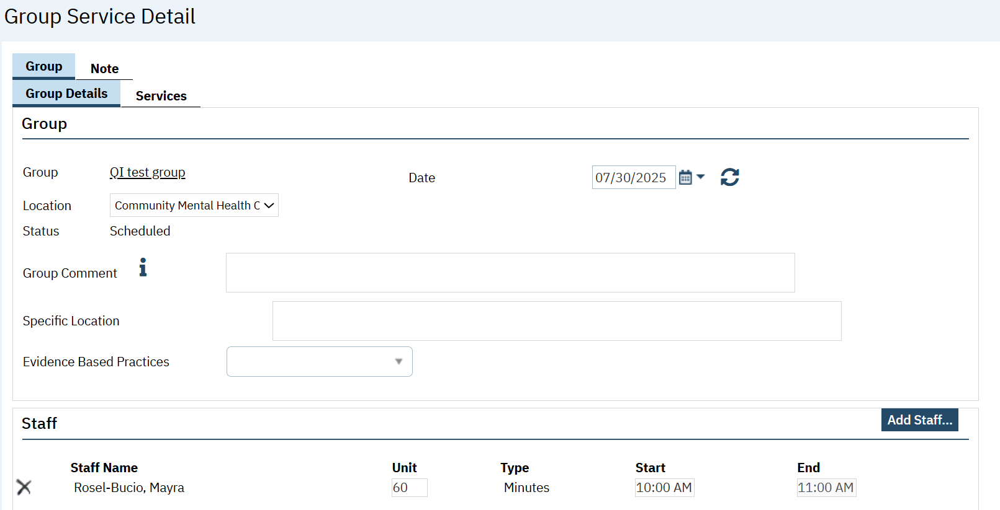 Group Service Detail
Group Note
Group Details Services
Group
Group QI test group Date 07/30/2025
Location Community Mental Health C
Status Scheduled
Group Comment
Specific Location
Evidence Based Practices
Staff Add Staff...
Staff Name Unit Type Start End
Rosel-Bucio, Mayra 60 Minutes 10:00 AM 11:00 AM